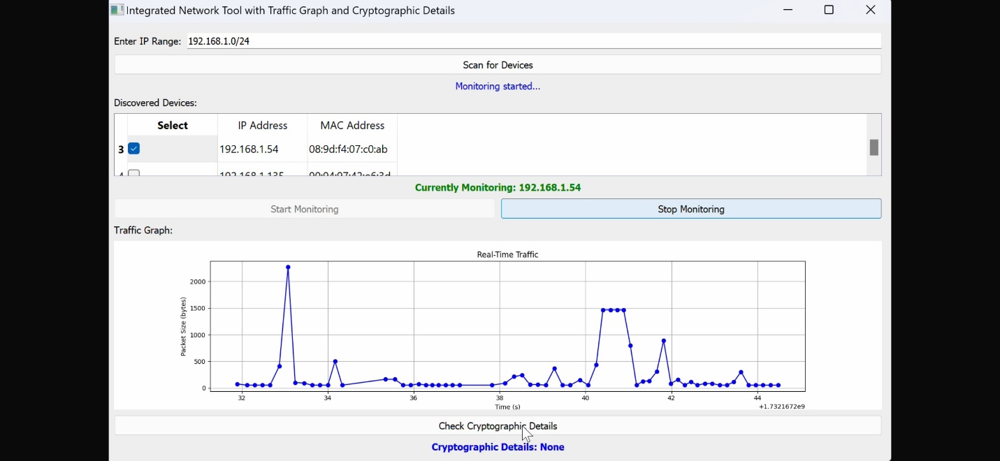 Integrated Network Tool with Traffic Graph and Cryptographic Details
Enter IP Range: 192.168.1.0/24
Scan for Devices
Monitoring started...
Discovered Devices:
Select IP Address MAC Address
3 192.168.1.54 08:9d:f4:07:c0:ab
4 192.168.1.135
Currently Monitoring: 192.168.1.54
Start Monitoring Stop Monitoring
Traffic Graph:
Real-Time Traffic
Packet Size (bytes)
2000
1500
1000
500
0
32 34 36 38 40 42 44
Time (s)
+1.7321672e9
Check Cryptographic Details
Cryptographic Details: None